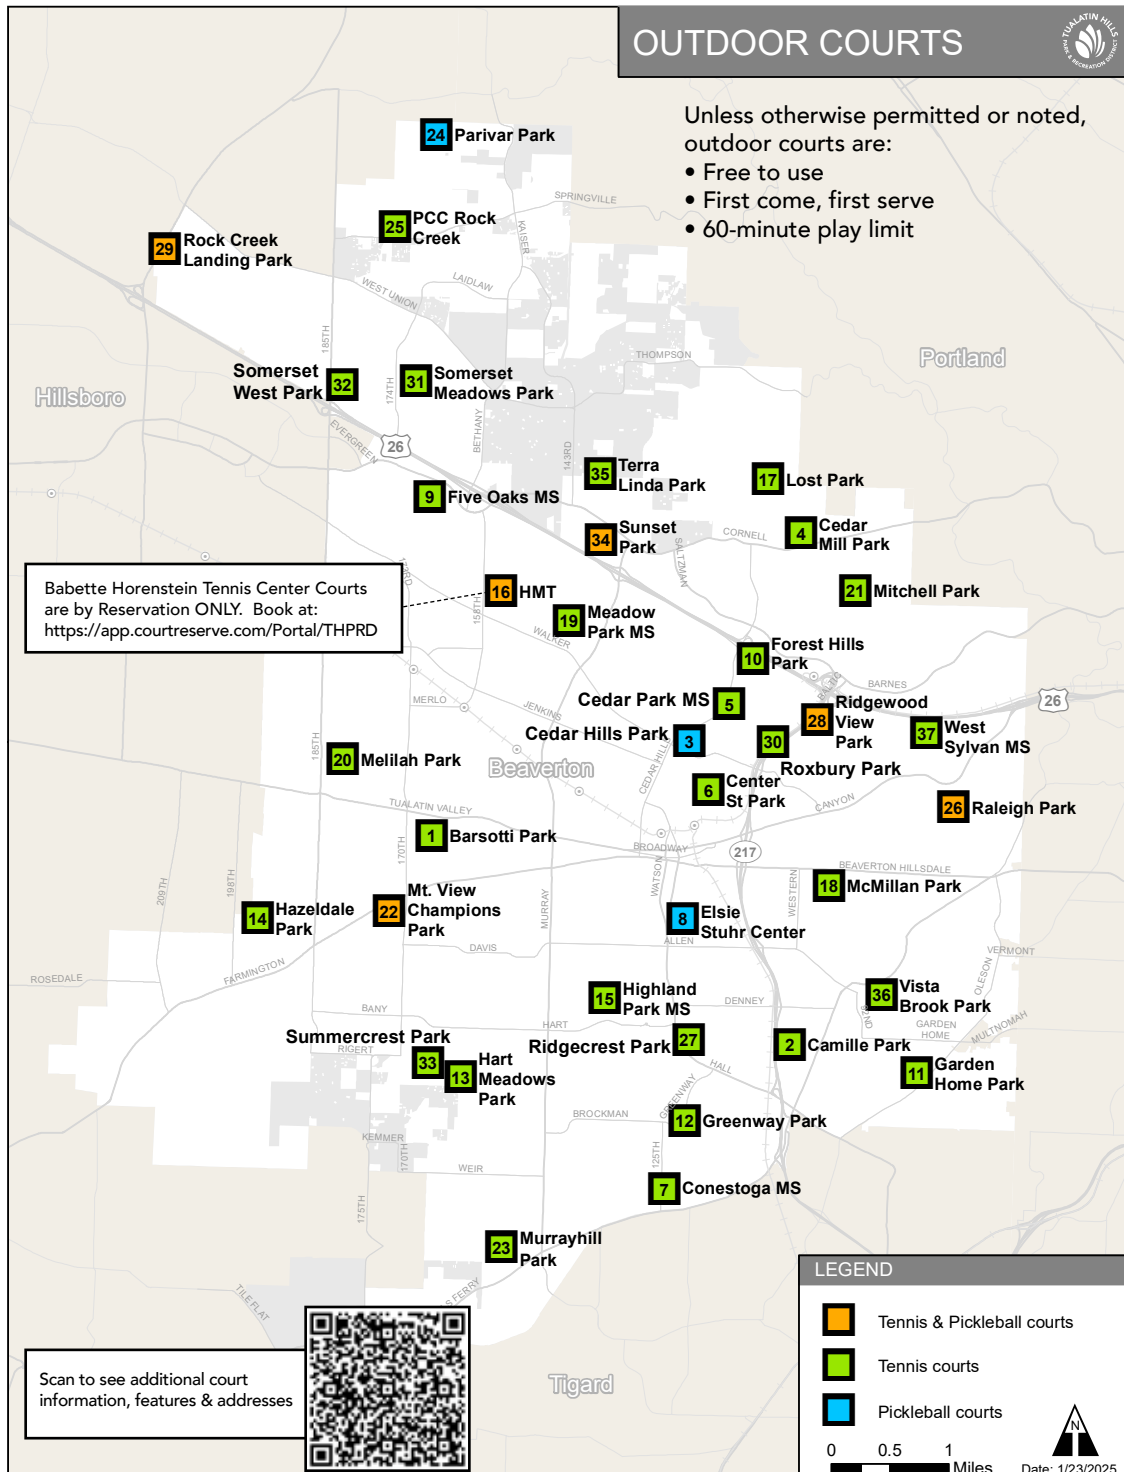 OUTDOOR COURTS
TUALATIN HILLS
PARK & RECREATION DISTRICT
Unless otherwise permitted or noted,
outdoor courts are:
• Free to use
• First come, first serve
• 60-minute play limit
24 Parivar Park
SPRINGVILLE
KAISER
25 PCC Rock
Creek
29 Rock Creek
Landing Park
LAIDLAW
WEST UNION
185TH
THOMPSON
Portland
Somerset
West Park 32
31 Somerset
Meadows Park
174TH
Hillsboro
BETHANY
143RD
EVERGREEN
26
35 Terra
Linda Park
17 Lost Park
9 Five Oaks MS
34 Sunset
Park
SALTZMAN
CORNELL
4 Cedar
Mill Park
173RD
Babette Horenstein Tennis Center Courts
are by Reservation ONLY. Book at:
https://app.courtreserve.com/Portal/THPRD
16 HMT
158TH
21 Mitchell Park
19 Meadow
Park MS
WALKER
10 Forest Hills
Park
BARNES
BALTIC
26
MERLO
JENKINS
Cedar Park MS 5
28 Ridgewood
View
Park
37 West
Sylvan MS
Cedar Hills Park 3
30
Roxbury Park
185TH
20 Melilah Park
Beaverton
CEDAR HILLS
6 Center
St Park
CANYON
26 Raleigh Park
TUALATIN VALLEY
1 Barsotti Park
170TH
BROADWAY
217
BEAVERTON HILLSDALE
WATSON
WESTERN
18 McMillan Park
209TH
198TH
14 Hazeldale
Park
22 Mt. View
Champions
Park
MURRAY
8 Elsie
Stuhr Center
ALLEN
DAVIS
VERMONT
OLESON
ROSEDALE
FARMINGTON
36 Vista
Brook Park
92ND
15 Highland
Park MS
DENNEY
BANY
HART
GARDEN
HOME
MULTNOMAH
Summercrest Park
RIGERT
33
13 Hart
Meadows
Park
Ridgecrest Park 27
2 Camille Park
HALL
11 Garden
Home Park
GREENWAY
BROCKMAN
12 Greenway Park
KEMMER
170TH
WEIR
125TH
7 Conestoga MS
175TH
23 Murrayhill
Park
TILE FLAT
S FERRY
Tigard
Scan to see additional court
information, features & addresses
LEGEND
Tennis & Pickleball courts
Tennis courts
Pickleball courts
N
0 0.5 1
Miles
Date: 1/23/2025